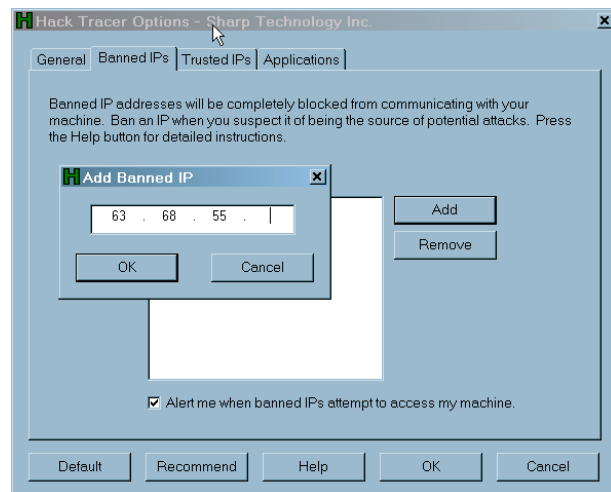 Hack Tracer Options - Sharp Technology Inc.
General Banned IPs Trusted IPs Applications
Banned IP addresses will be completely blocked from communicating with your
machine. Ban an IP when you suspect it of being the source of potential attacks. Press
the Help button for detailed instructions.
Add Banned IP
63 . 68 . 55 .
OK Cancel
Add
Remove
Alert me when banned IPs attempt to access my machine.
Default Recommend Help OK Cancel